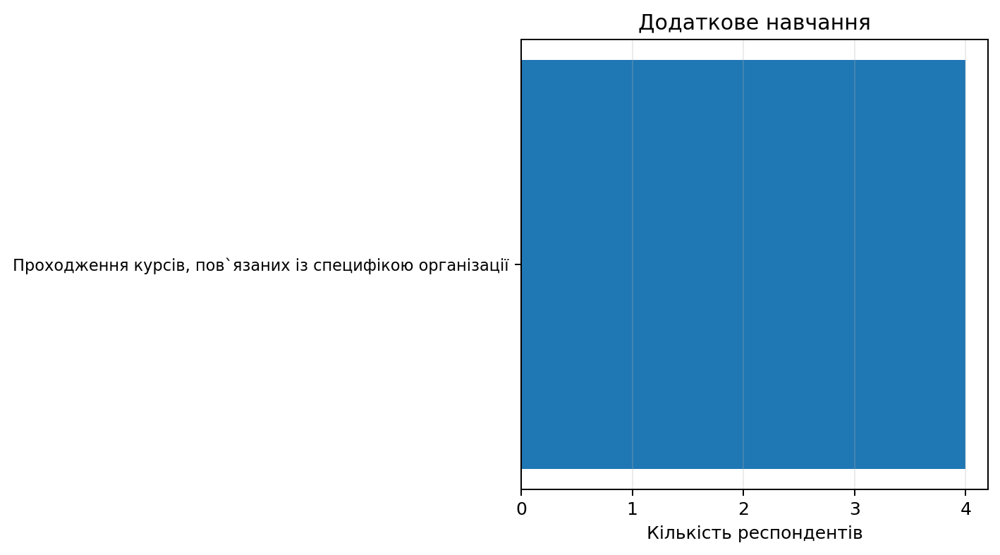 Додаткове навчання
Проходження курсів, пов`язаних із специфікою організації
0 1 2 3 4
Кількість респондентів